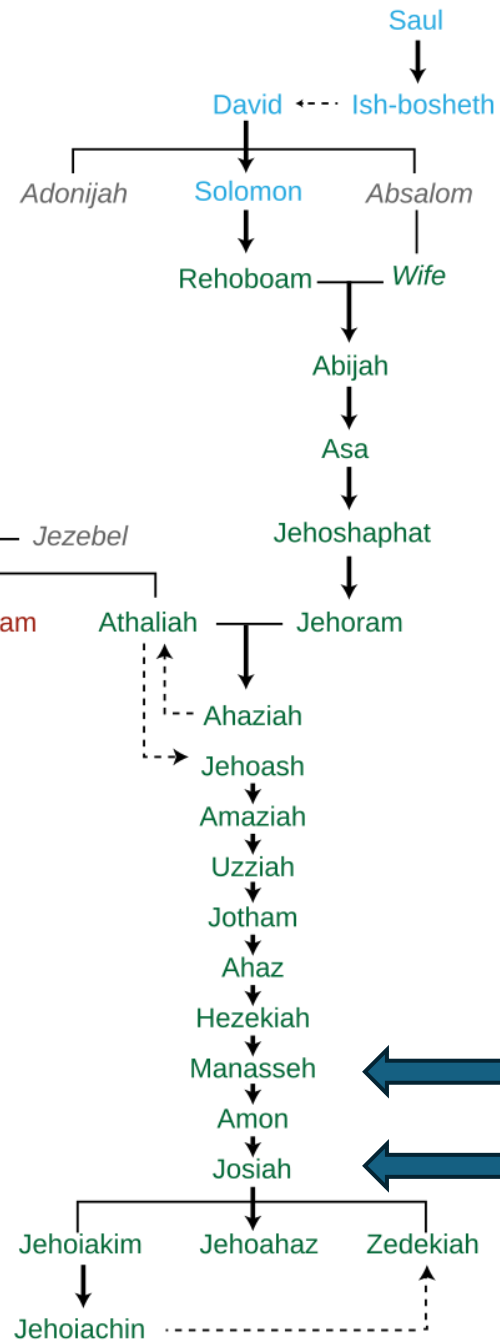 Saul
David Ish-bosheth
Adonijah Solomon Absalom
Rehoboam Wife
Abijah
Asa
Jehoshaphat
Jezebel
am Athaliah Jehoram
Ahaziah
Jehoash
Amaziah
Uzziah
Jotham
Ahaz
Hezekiah
Manasseh
Amon
Josiah
Jehoiakim Jehoahaz Zedekiah
Jehoiachin